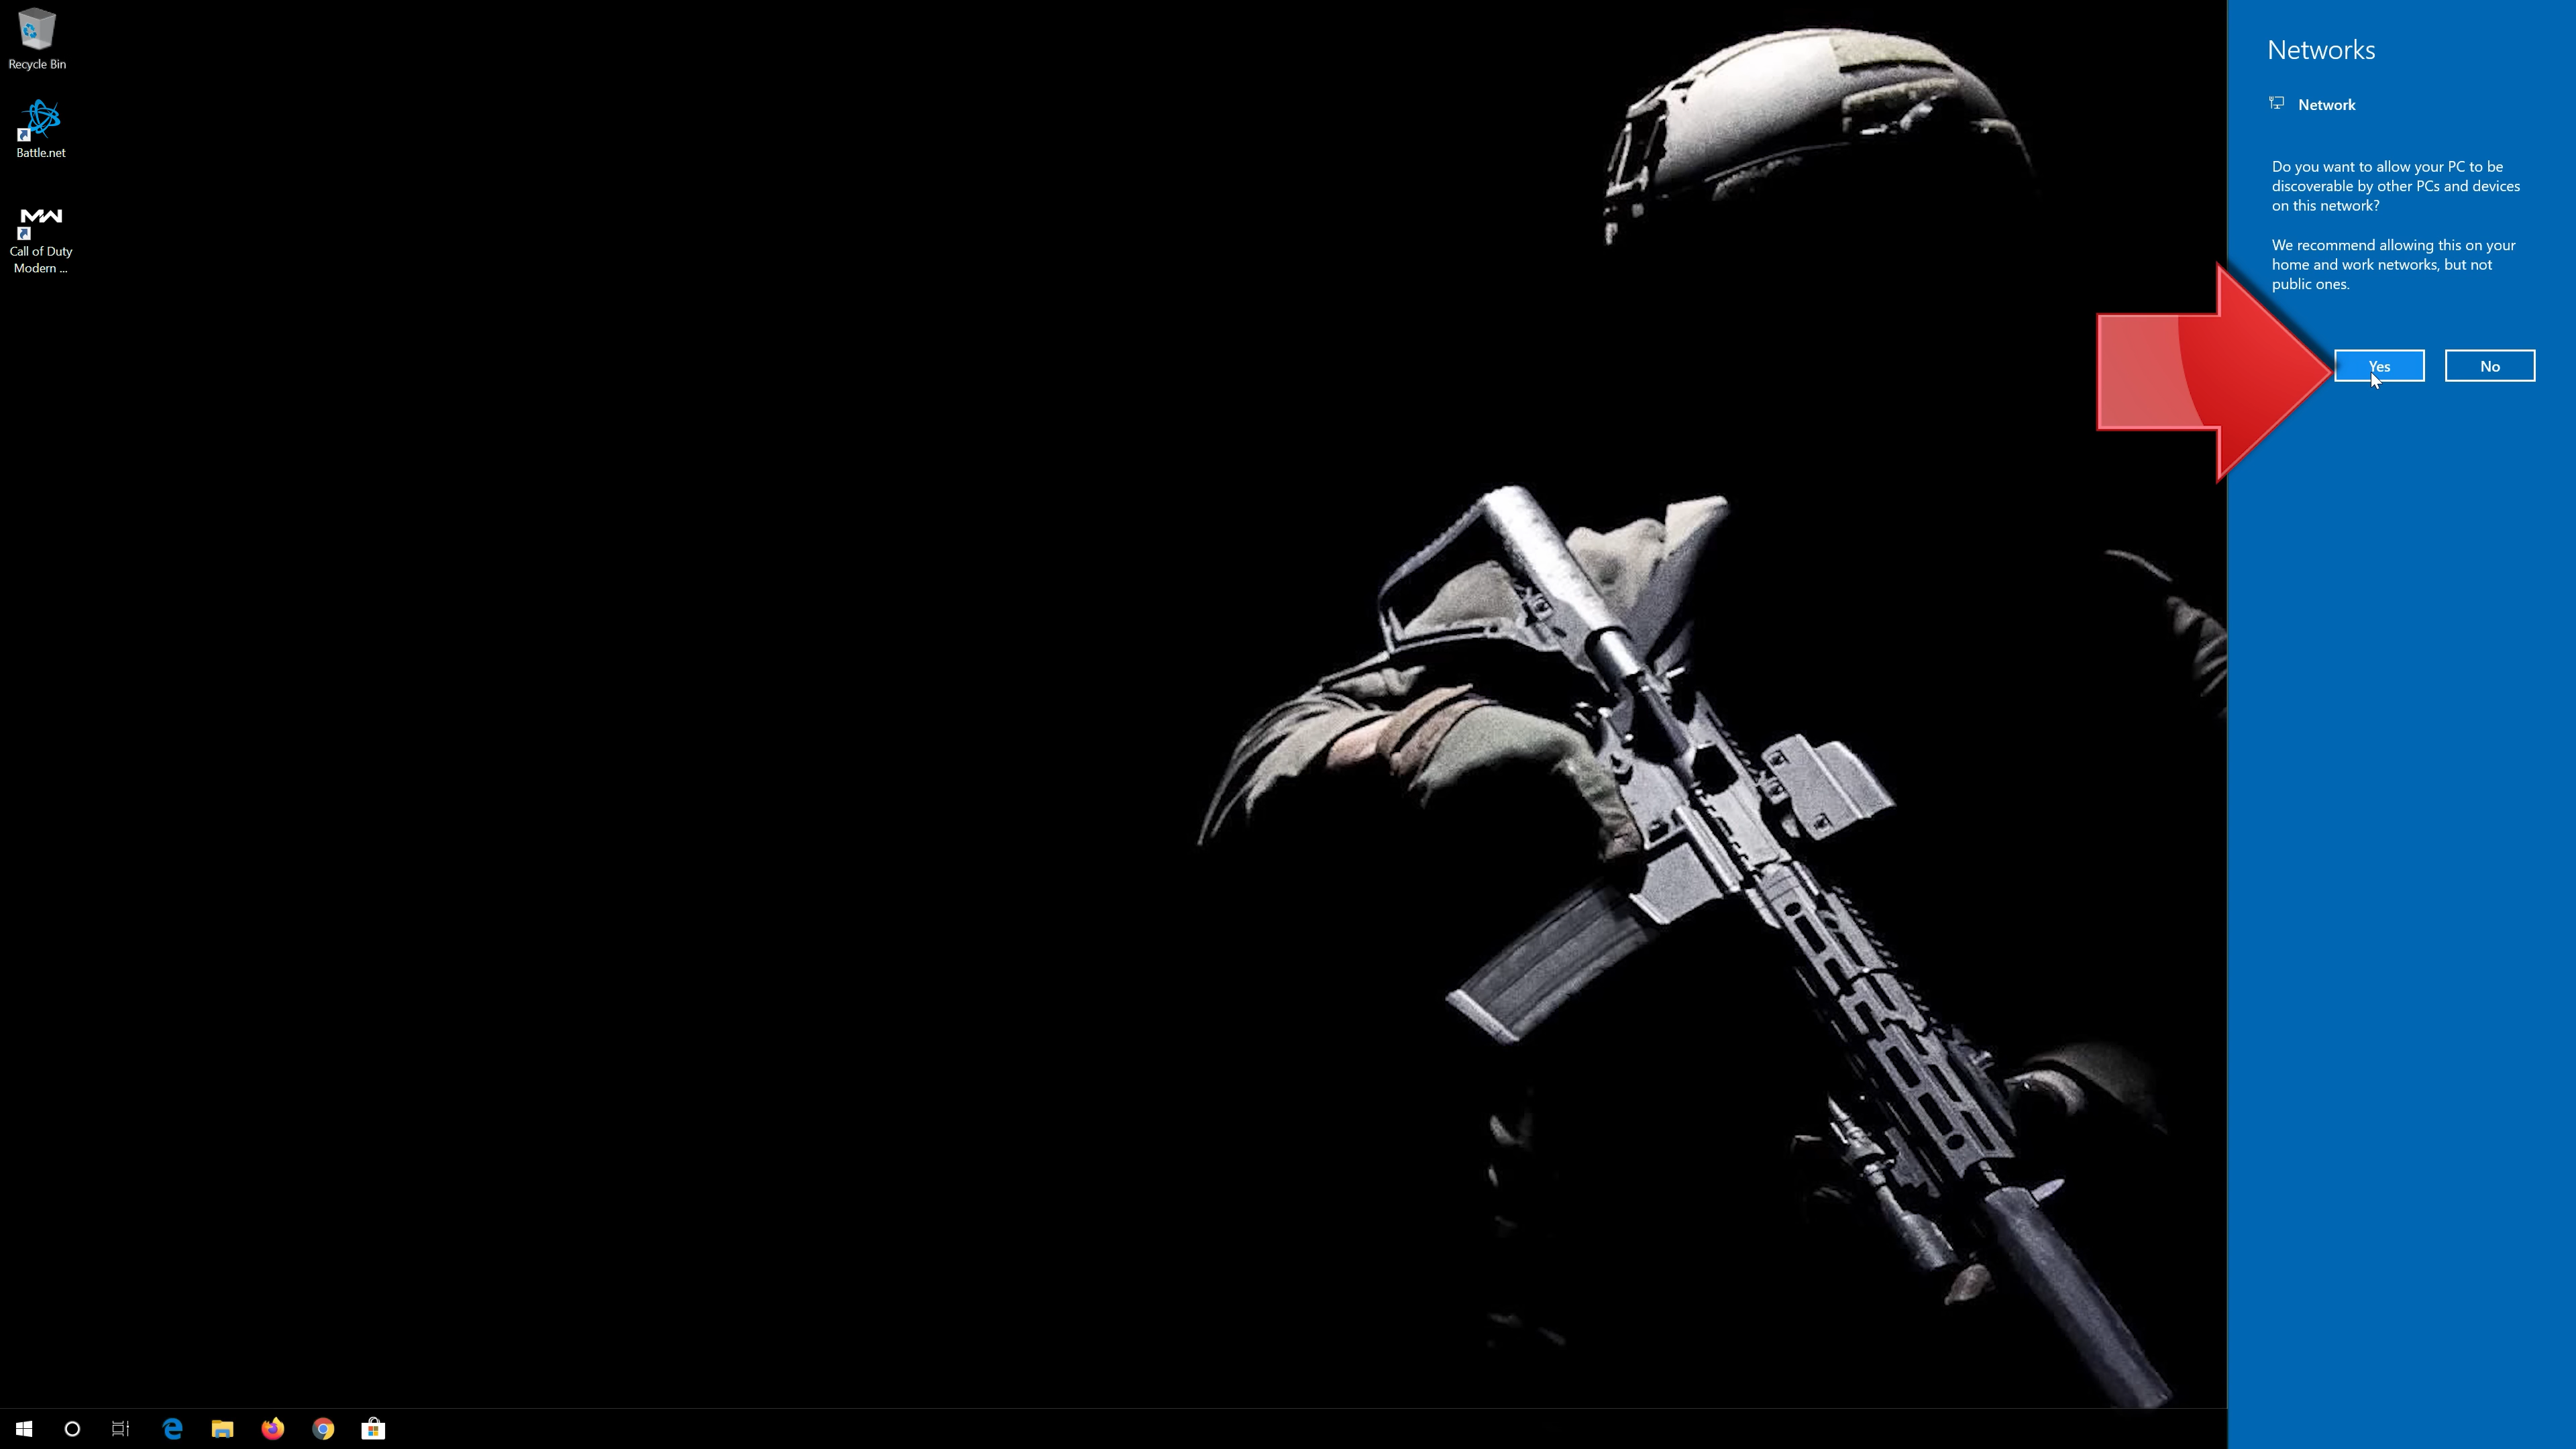 Recycle Bin
Battle.net
MW
Call of Duty
Modern ...
Networks
Network
Do you want to allow your PC to be
discoverable by other PCs and devices
on this network?
We recommend allowing this on your
home and work networks, but not
public ones.
Yes
No